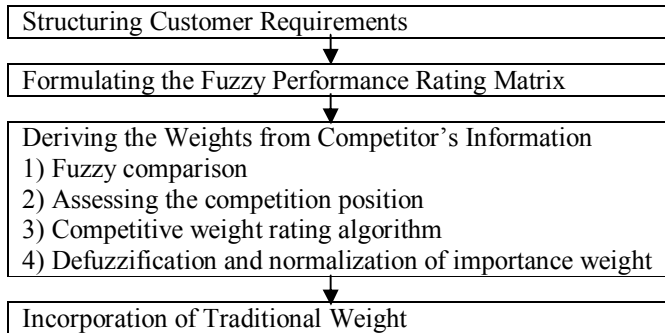 Structuring Customer Requirements
Formulating the Fuzzy Performance Rating Matrix
Deriving the Weights from Competitor’s Information
1) Fuzzy comparison
2) Assessing the competition position
3) Competitive weight rating algorithm
4) Defuzzification and normalization of importance weight
Incorporation of Traditional Weight